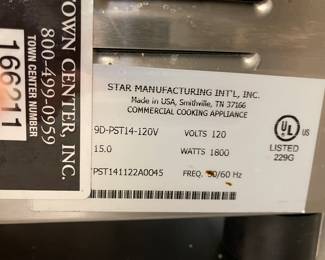 OWN CENTER, INC.
800-499-0959
TOWN CENTER NUMBER
166211
STAR MANUFACTURING INT'L, INC.
Made in USA, Smithville, TN 37166
COMMERCIAL COOKING APPLIANCE
9D-PST14-120V
VOLTS 120
15.0
WATTS 1800
PST141122A0045
FREQ. 50/60 Hz
UL
US
LISTED
229G